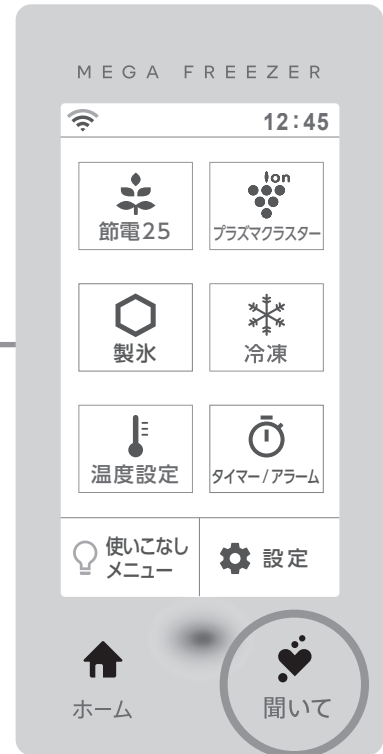 MEGA FREEZER
12:45
節電25
Ion
プラズマクラスター
製氷
冷凍
温度設定
タイマー/アラーム
使いこなし
メニュー
設定
ホーム
聞いて